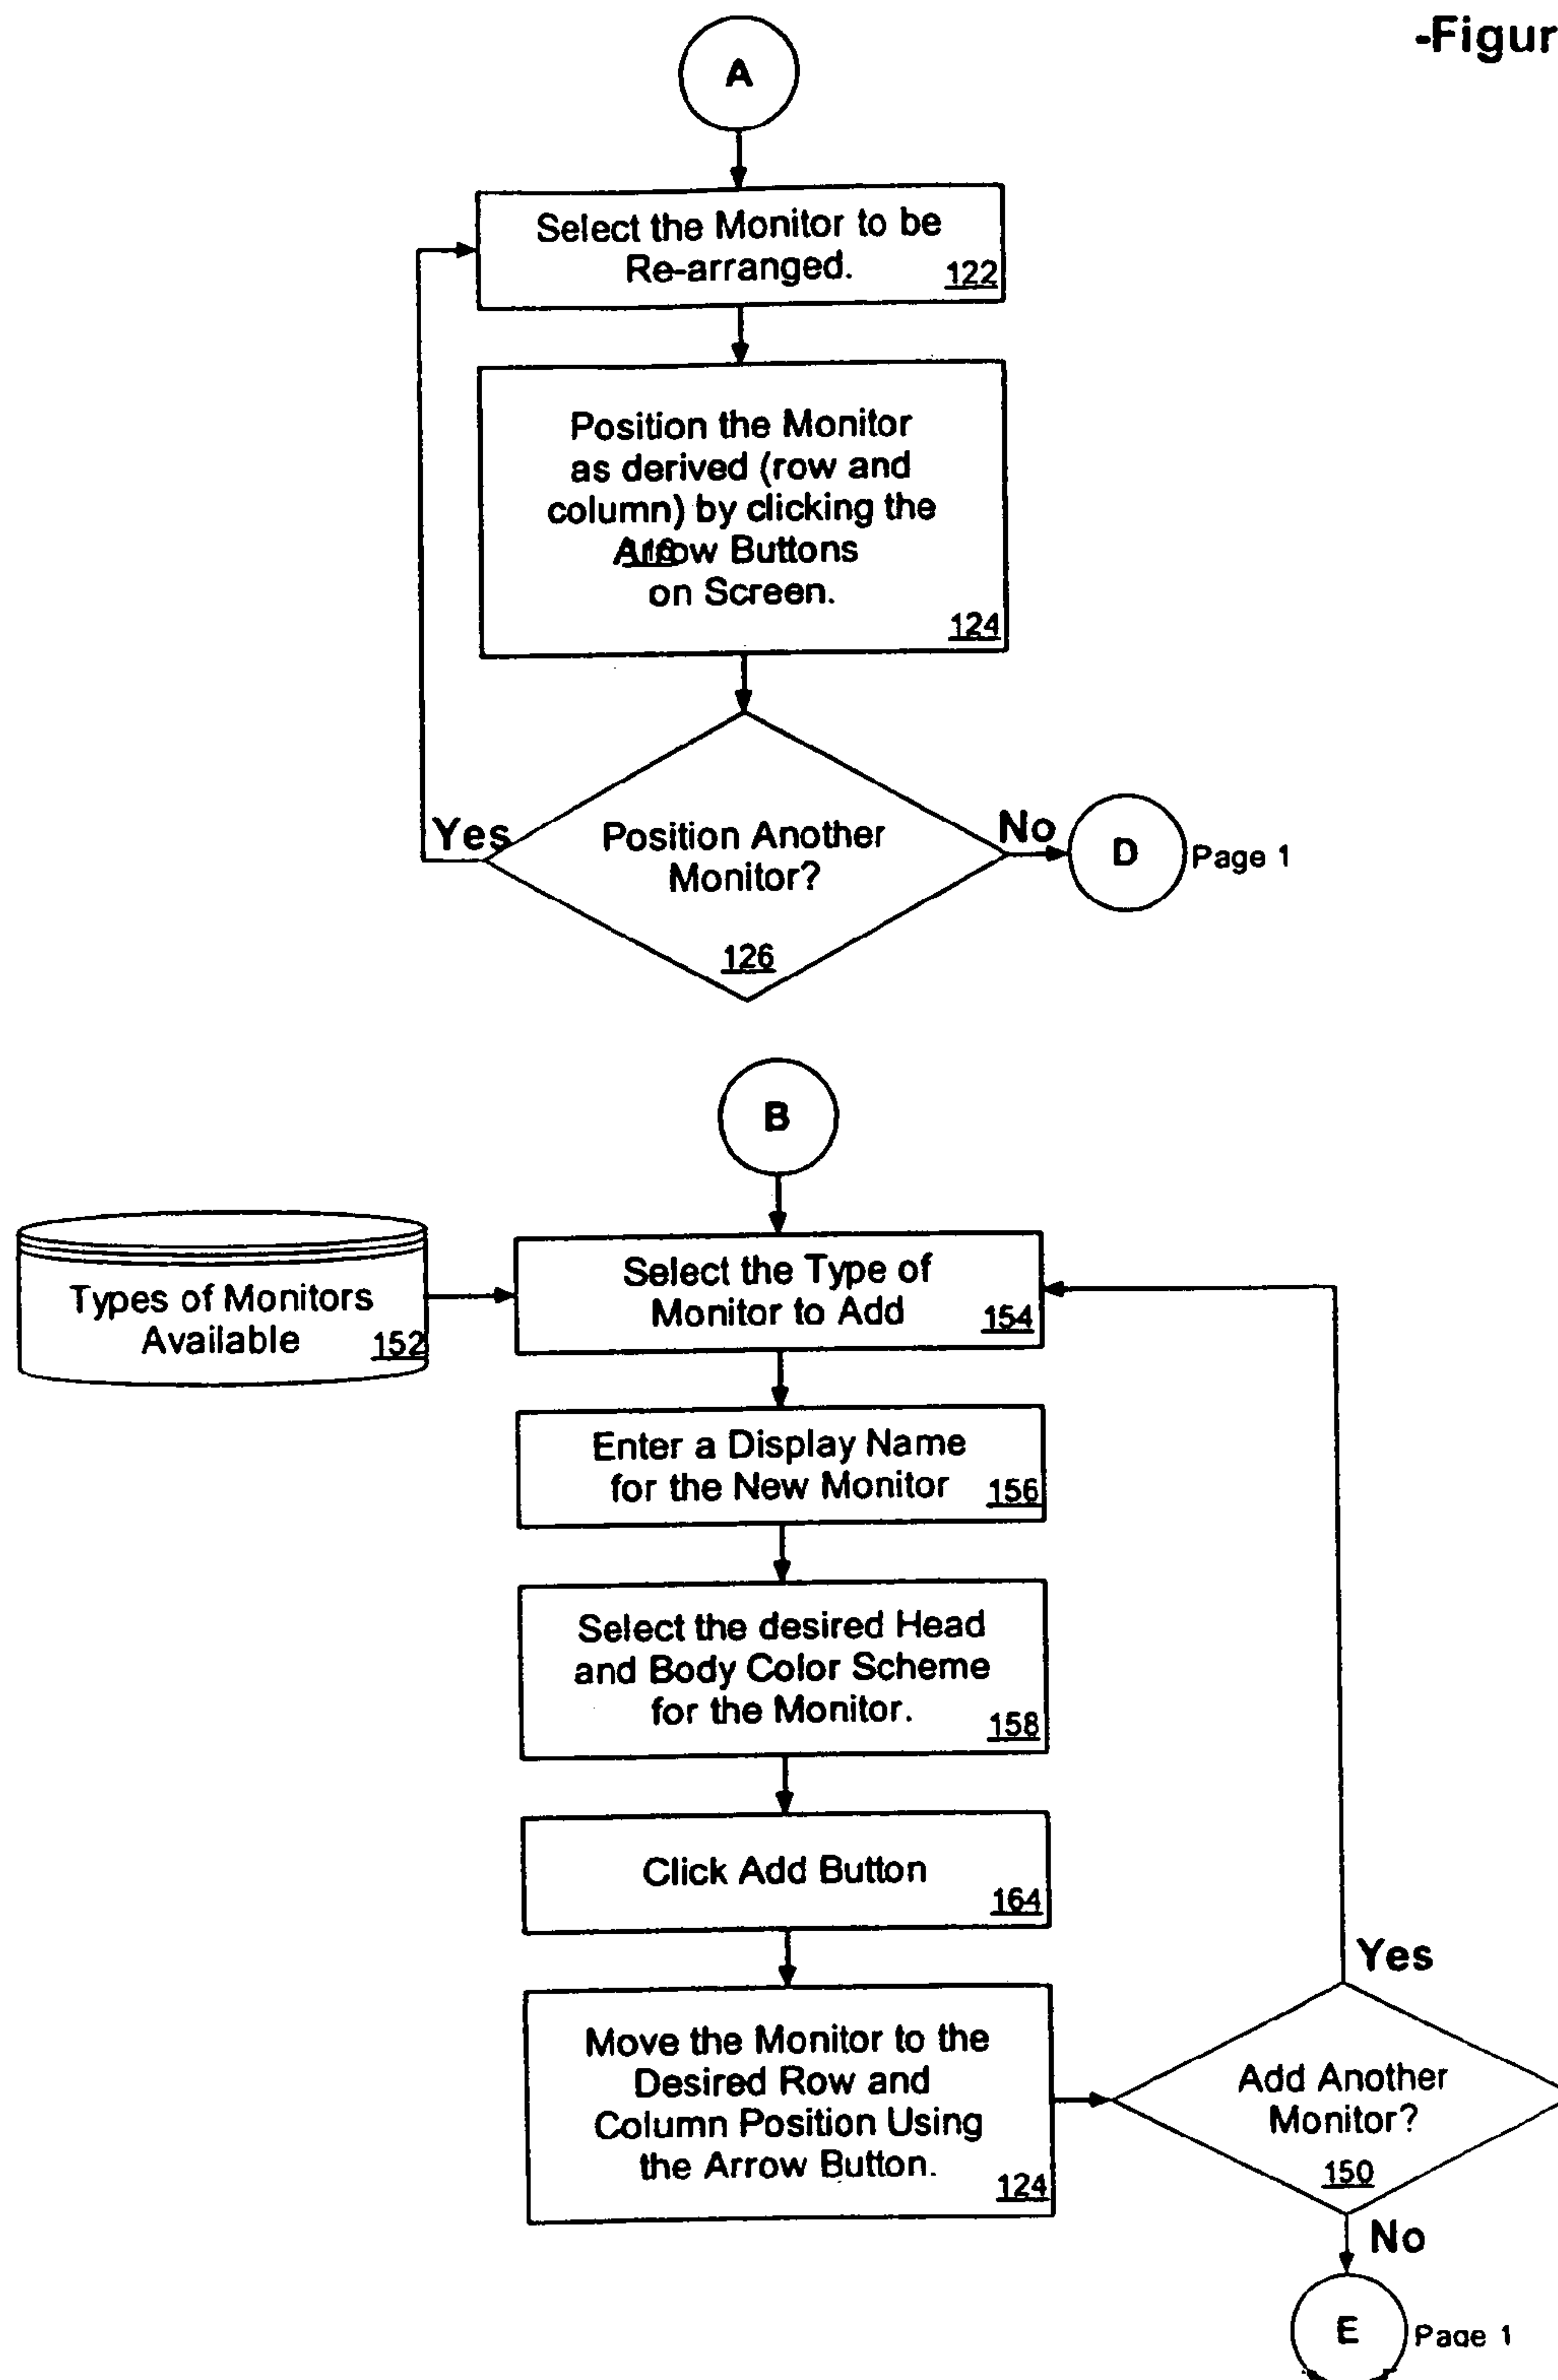 -Figur
A
Select the Monitor to be
Re-arranged.
122
Position the Monitor
as derived (row and
column) by clicking the
Arrow Buttons
on Screen.
124
Yes
Position Another
Monitor?
126
No
D
Page 1
B
Types of Monitors
Available
152
Select the Type of
Monitor to Add
154
Enter a Display Name
for the New Monitor
156
Select the desired Head
and Body Color Scheme
for the Monitor.
158
Click Add Button
164
Move the Monitor to the
Desired Row and
Column Position Using
the Arrow Button.
124
Yes
Add Another
Monitor?
150
No
E
Page 1